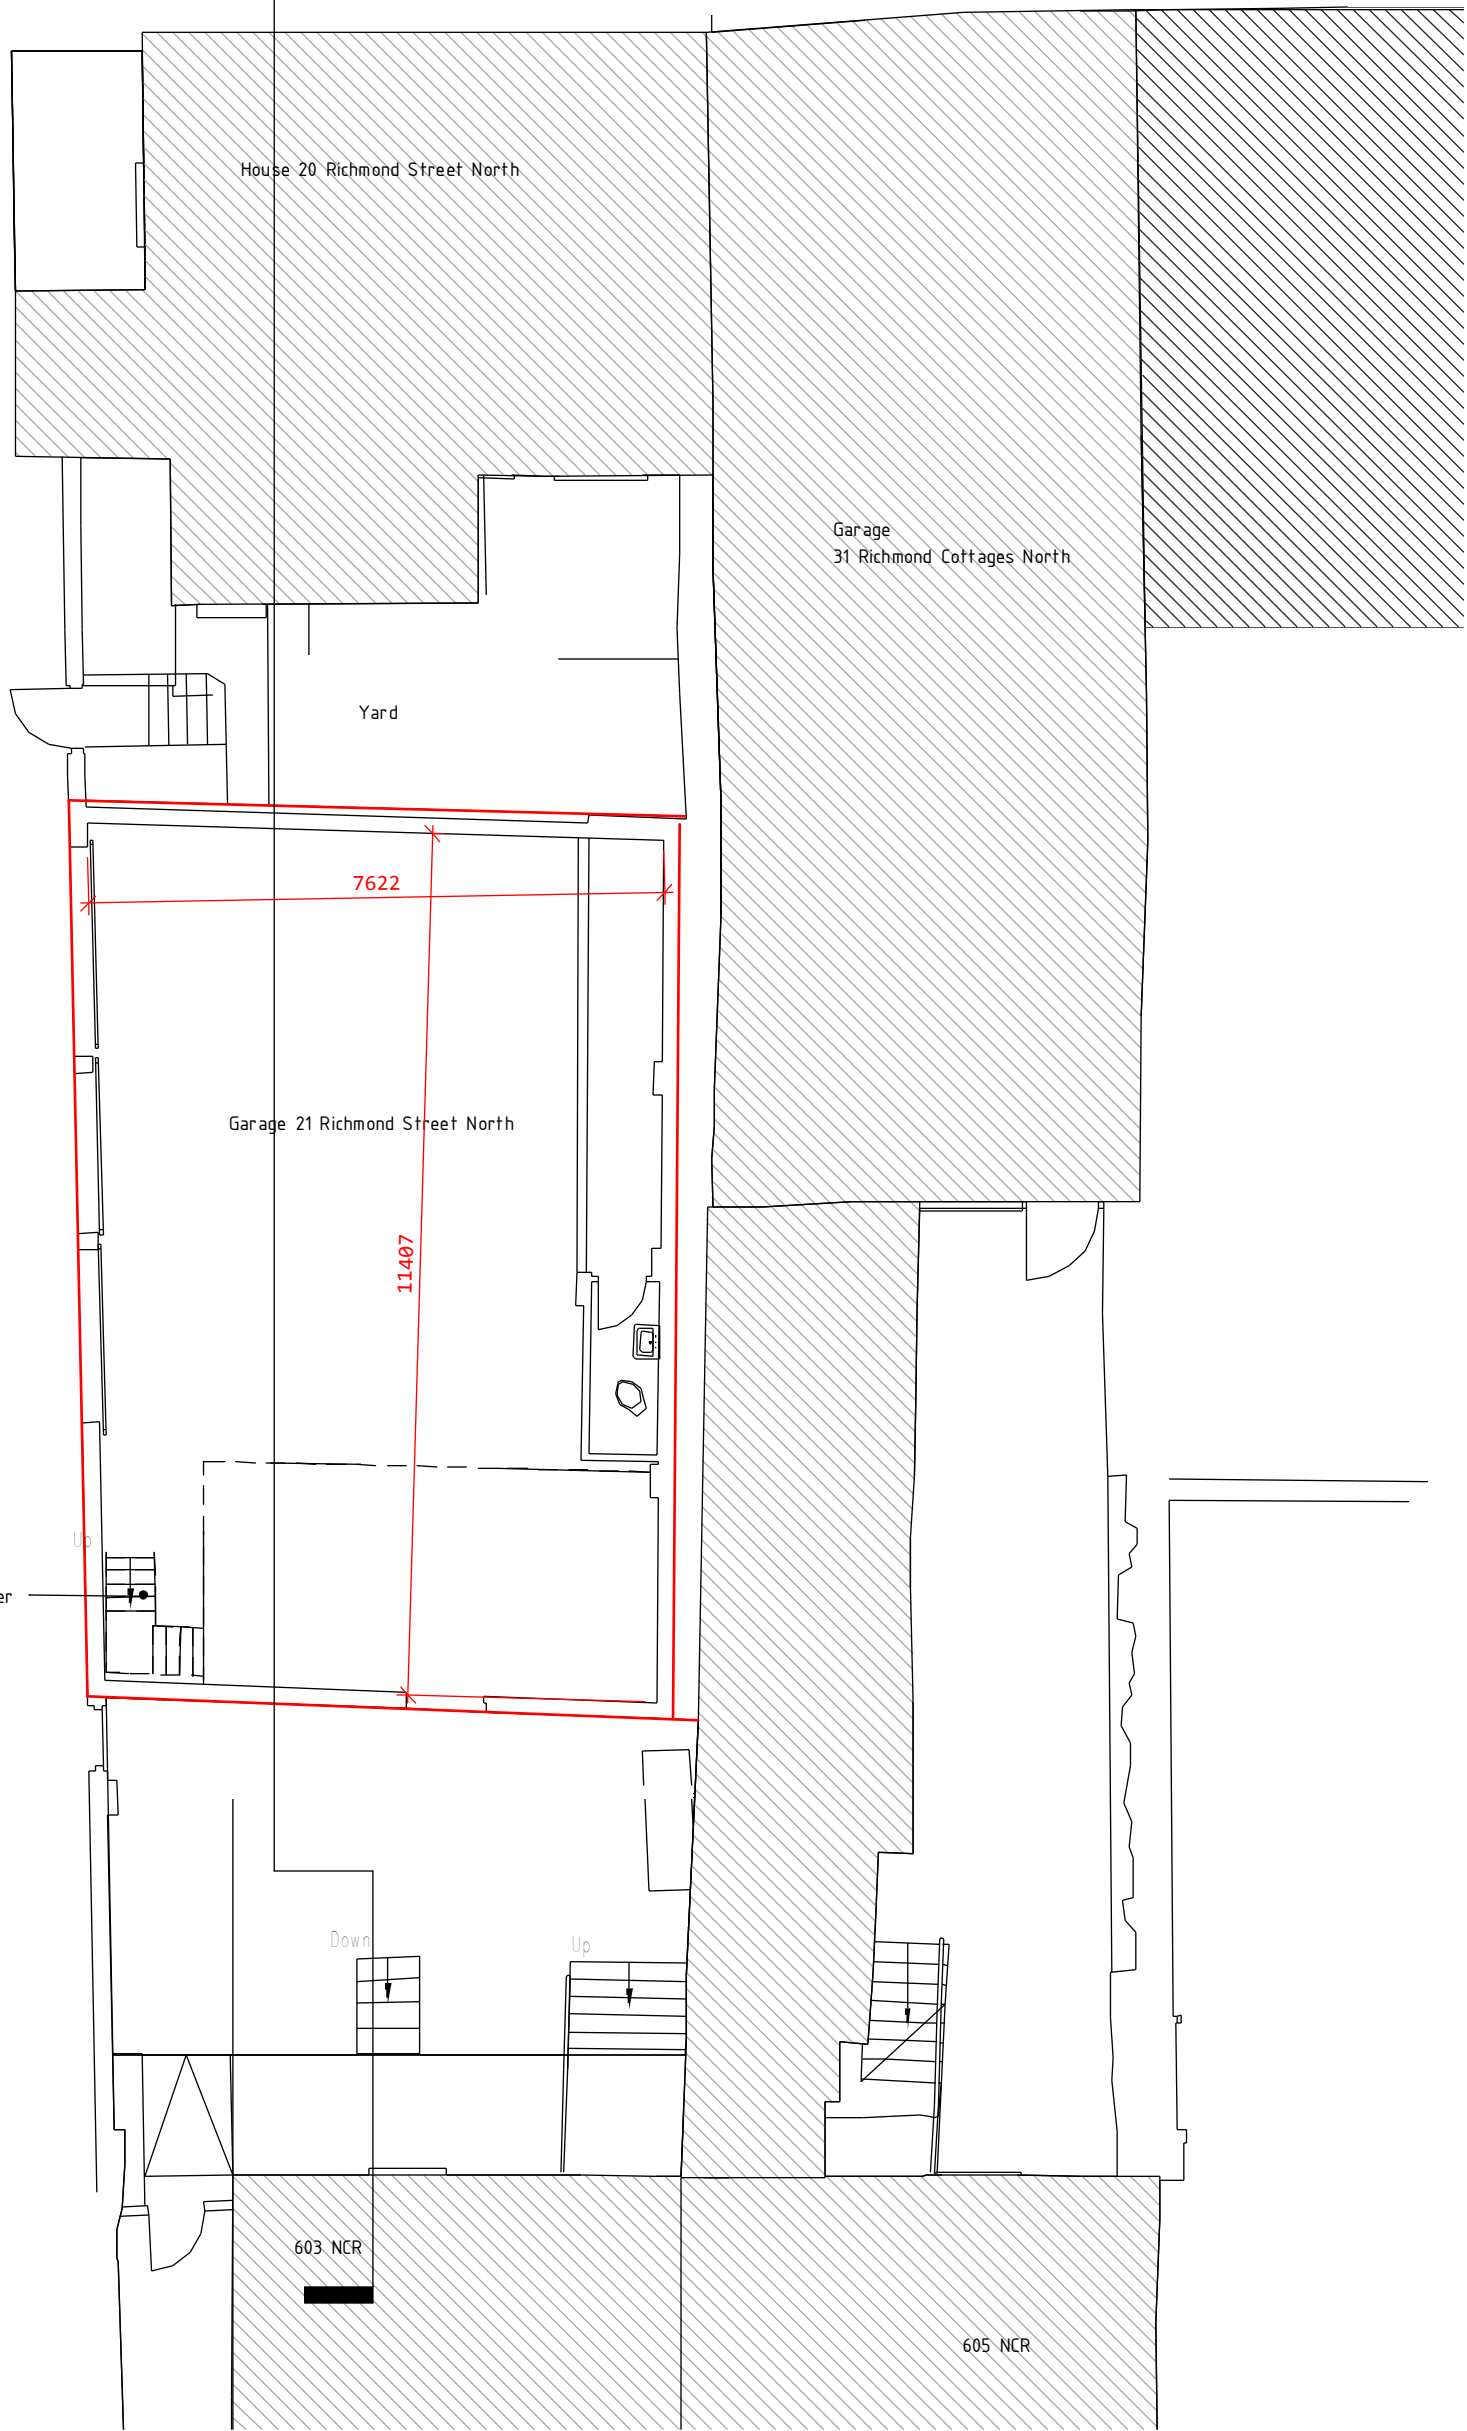 House 20 Richmond Street North
Garage
31 Richmond Cottages North
Yard
7622
Garage 21 Richmond Street North
11407
Up
er
Down
Up
603 NCR
605 NCR